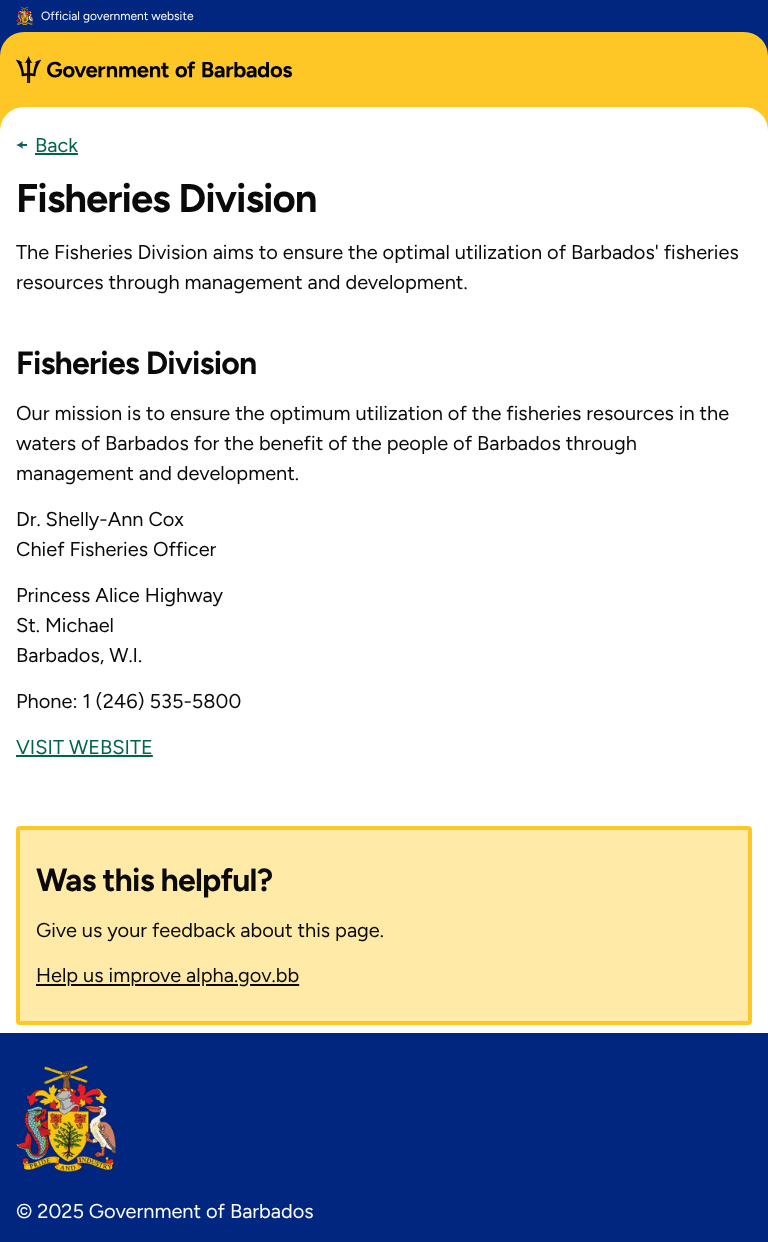 Official government website
Government of Barbados
Back
Fisheries Division
The Fisheries Division aims to ensure the optimal utilization of Barbados' fisheries
resources through management and development.
Fisheries Division
Our mission is to ensure the optimum utilization of the fisheries resources in the
waters of Barbados for the benefit of the people of Barbados through
management and development.
Dr. Shelly-Ann Cox
Chief Fisheries Officer
Princess Alice Highway
St. Michael
Barbados, W.I.
Phone: 1 (246) 535-5800
VISIT WEBSITE
Was this helpful?
Give us your feedback about this page.
Help us improve alpha.gov.bb
PRIDE AND INDUSTRY
© 2025 Government of Barbados